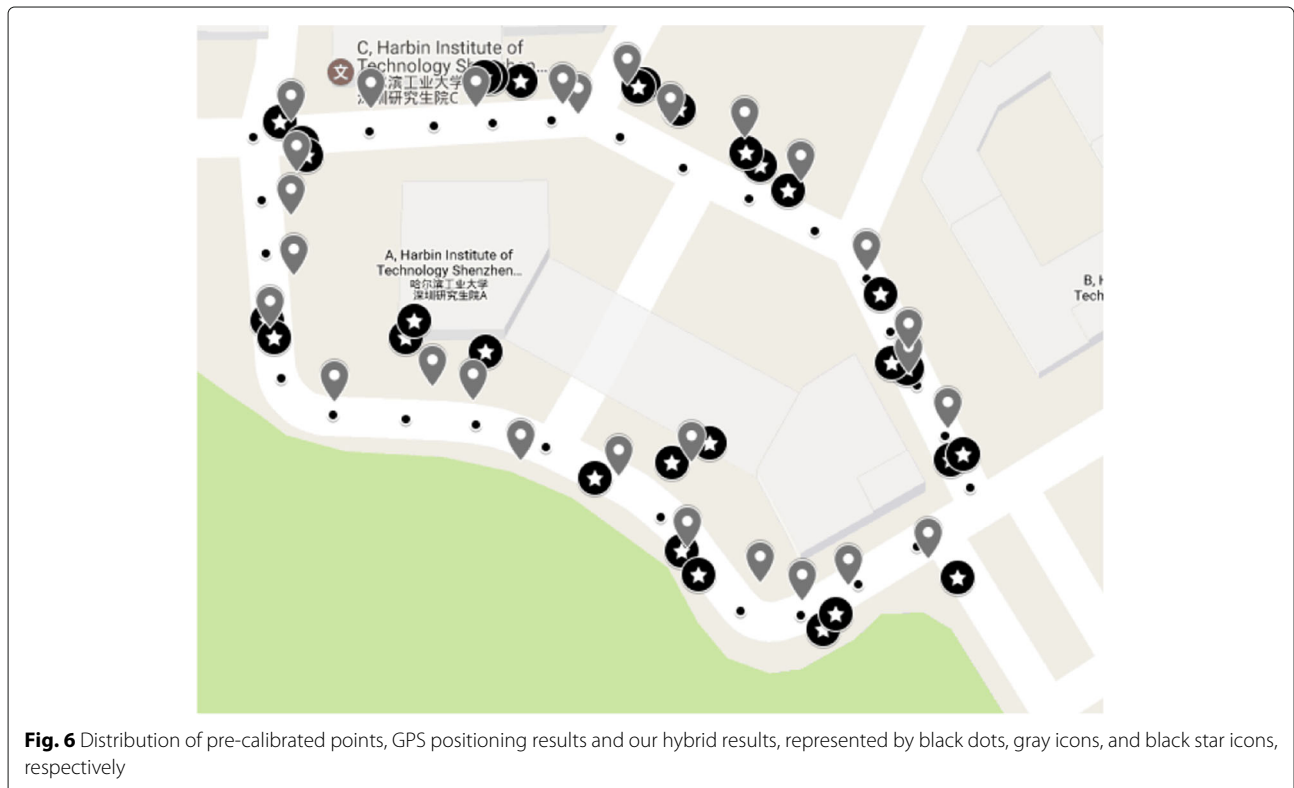 C, Harbin Institute of
Technology
文
滨工业大学
研究生院C
A, Harbin Institute of
Technology Shenzhen...
哈尔滨工业大学
深圳研究生院A
B, H
Tech
Fig. 6 Distribution of pre-calibrated points, GPS positioning results and our hybrid results, represented by black dots, gray icons, and black star icons,
respectively